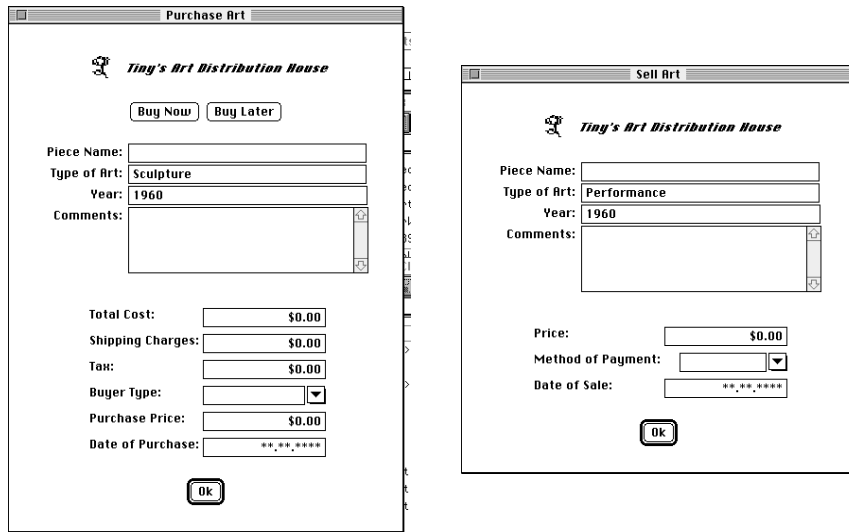 Purchase Art
Tiny's Art Distribution House
Buy Now Buy Later
Piece Name:
Type of Art: Sculpture
Year: 1960
Comments:
Total Cost: $0.00
Shipping Charges: $0.00
Tax: $0.00
Buyer Type:
Purchase Price: $0.00
Date of Purchase: **.**.****
Ok
Sell Art
Tiny's Art Distribution House
Piece Name:
Type of Art: Performance
Year: 1960
Comments:
Price: $0.00
Method of Payment:
Date of Sale: **.**.****
Ok